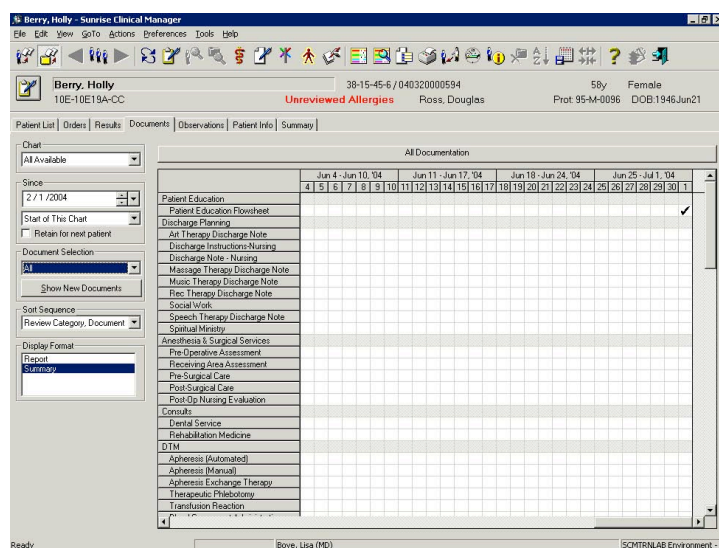 Berry, Holly - Sunrise Clinical Manager
File Edit View GoTo Actions Preferences Tools Help
Berry, Holly 38-15-45-6 / 040320000594 58y Female
10E-10E19A-CC Unreviewed Allergies Ross, Douglas Prot: 95-M-0096 DOB:1946Jun21
Patient List Orders Results Documents Observations Patient Info Summary
Chart
All Available
Since
2 / 1 /2004
Start of This Chart
Retain for next patient
Document Selection
All
Show New Documents
Sort Sequence
Review Category, Document
Display Format
Report
Summary
All Documentation
Jun 4 - Jun 10, '04 Jun 11 - Jun 17, '04 Jun 18 - Jun 24, '04 Jun 25 - Jul 1, '04
4 5 6 7 8 9 10 11 12 13 14 15 16 17 18 19 20 21 22 23 24 25 26 27 28 29 30 1
Patient Education
Patient Education Flowsheet ✓
Discharge Planning
Art Therapy Discharge Note
Discharge Instructions-Nursing
Discharge Note - Nursing
Massage Therapy Discharge Note
Music Therapy Discharge Note
Rec Therapy Discharge Note
Social Work
Speech Therapy Discharge Note
Spiritual Ministry
Anesthesia & Surgical Services
Pre-Operative Assessment
Receiving Area Assessment
Pre-Surgical Care
Post-Surgical Care
Post-Op Nursing Evaluation
Consults
Dental Service
Rehabilitation Medicine
DTM
Apheresis (Automated)
Apheresis (Manual)
Apheresis Exchange Therapy
Therapeutic Phlebotomy
Transfusion Reaction
Ready Bove, Lisa (MD) SCMTRNLAB Environment -